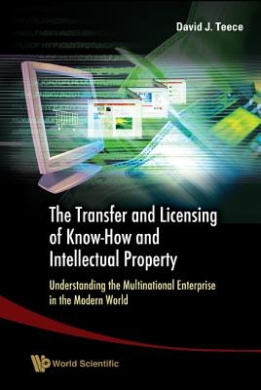 David J. Teece
The Transfer and Licensing
of Know-How and
Intellectual Property
Understanding the Multinational Enterprise
in the Modern World
World Scientific